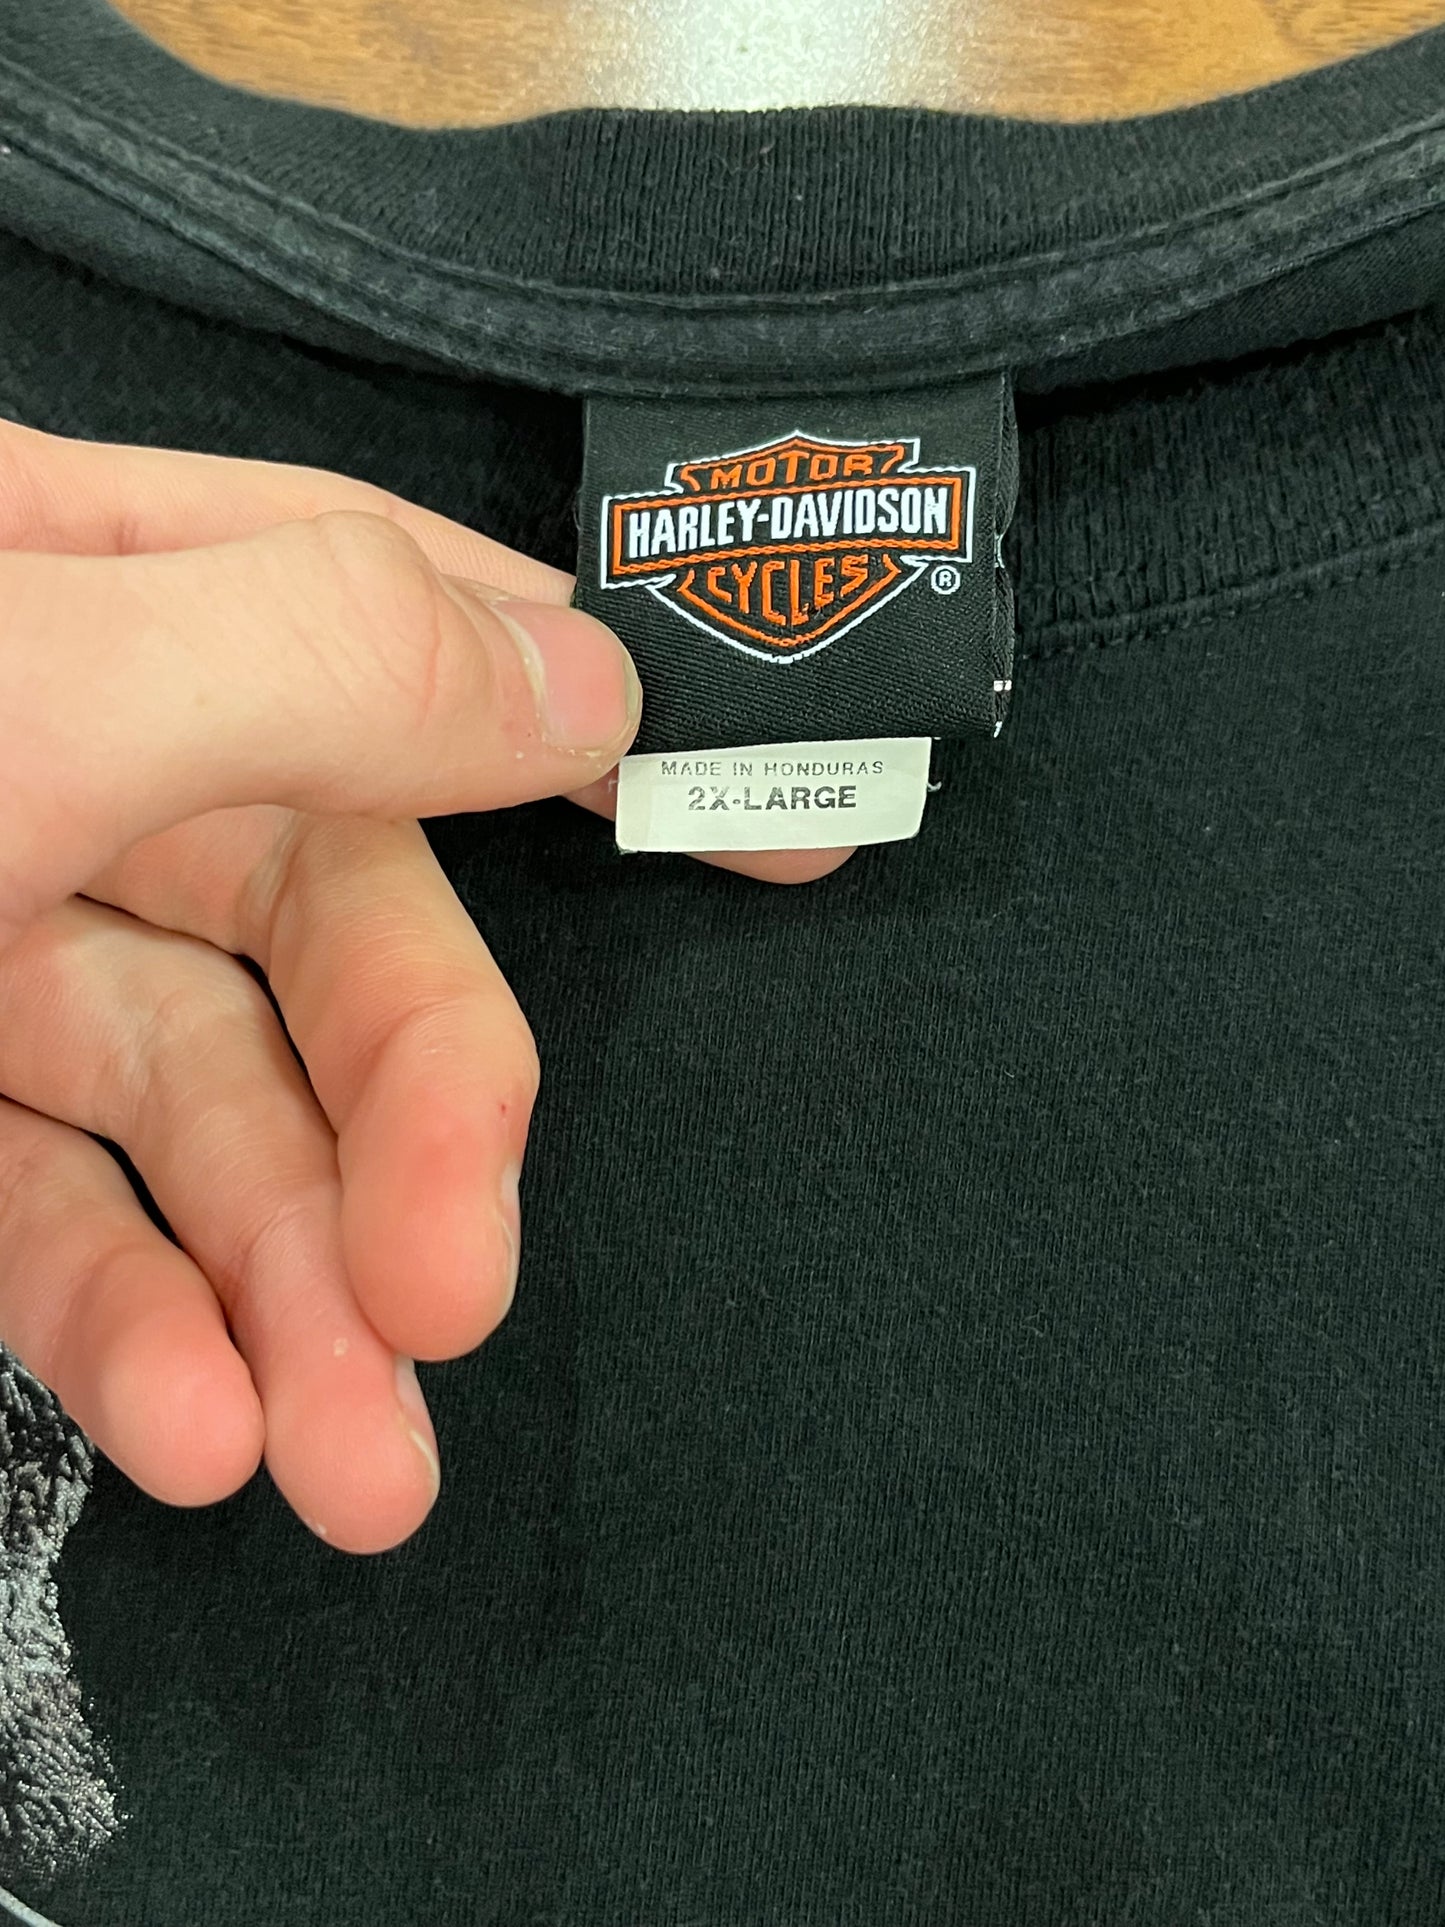 MOTOR
HARLEY-DAVIDSON
CYCLES
®
MADE IN HONDURAS
2X-LARGE